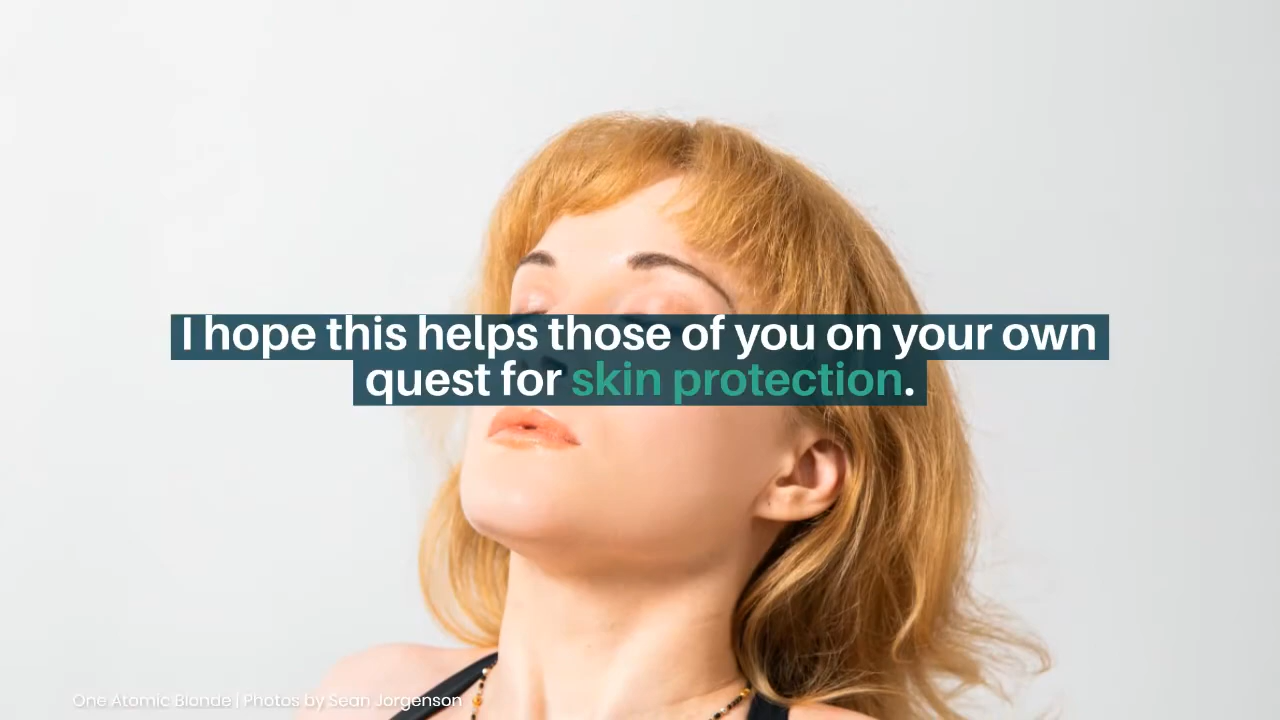 I hope this helps those of you on your own
quest for skin protection.
One Atomic Blonde | Photos by Sean Jorgenson